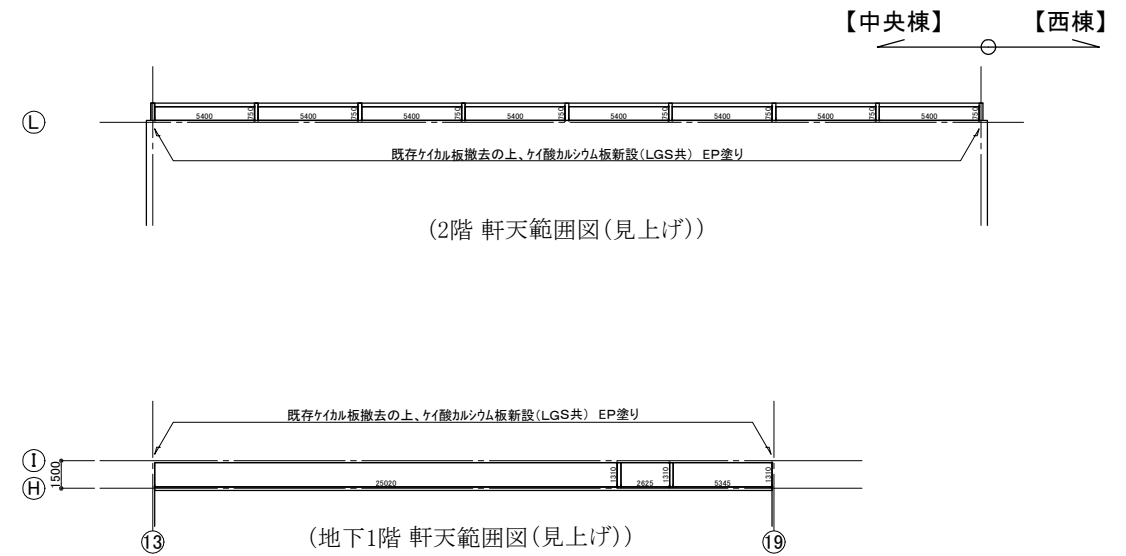 【中央棟】 【西棟】
Ⓛ
5400 750 5400 750 5400 750 5400 750 5400 750 5400 750 5400 750 5400 750
既存ケイカル板撤去の上、ケイ酸カルシウム板新設(LGS共) EP塗り
(2階 軒天範囲図(見上げ))
既存ケイカル板撤去の上、ケイ酸カルシウム板新設(LGS共) EP塗り
Ⓘ
1500
Ⓗ
25020 1310 2625 1310 5345 1310
(地下1階 軒天範囲図(見上げ))
⑬ ⑲